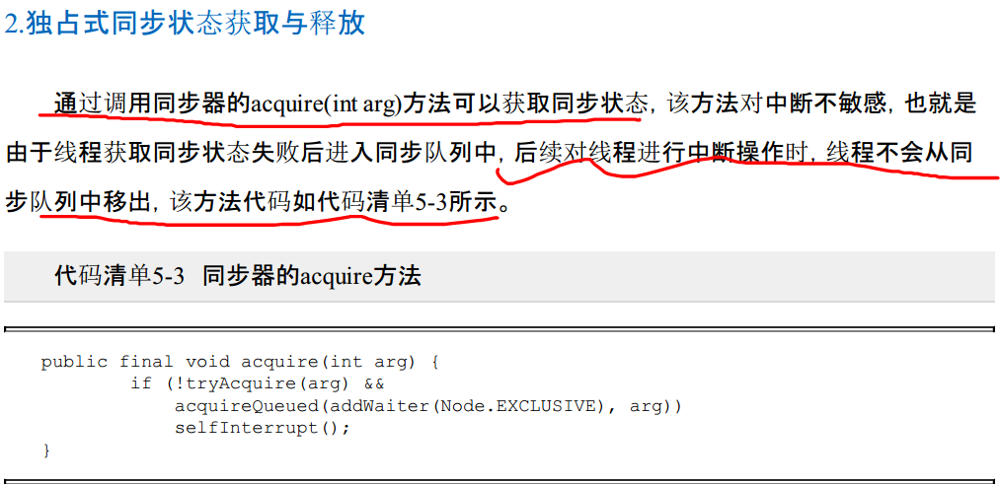 2.独占式同步状态获取与释放
通过调用同步器的acquire(int arg)方法可以获取同步状态，该方法对中断不敏感，也就是
由于线程获取同步状态失败后进入同步队列中，后续对线程进行中断操作时，线程不会从同
步队列中移出，该方法代码如代码清单5-3所示。
代码清单5-3 同步器的acquire方法
public final void acquire(int arg) {
if (!tryAcquire(arg) &&
acquireQueued(addWaiter(Node.EXCLUSIVE), arg))
selfInterrupt();
}